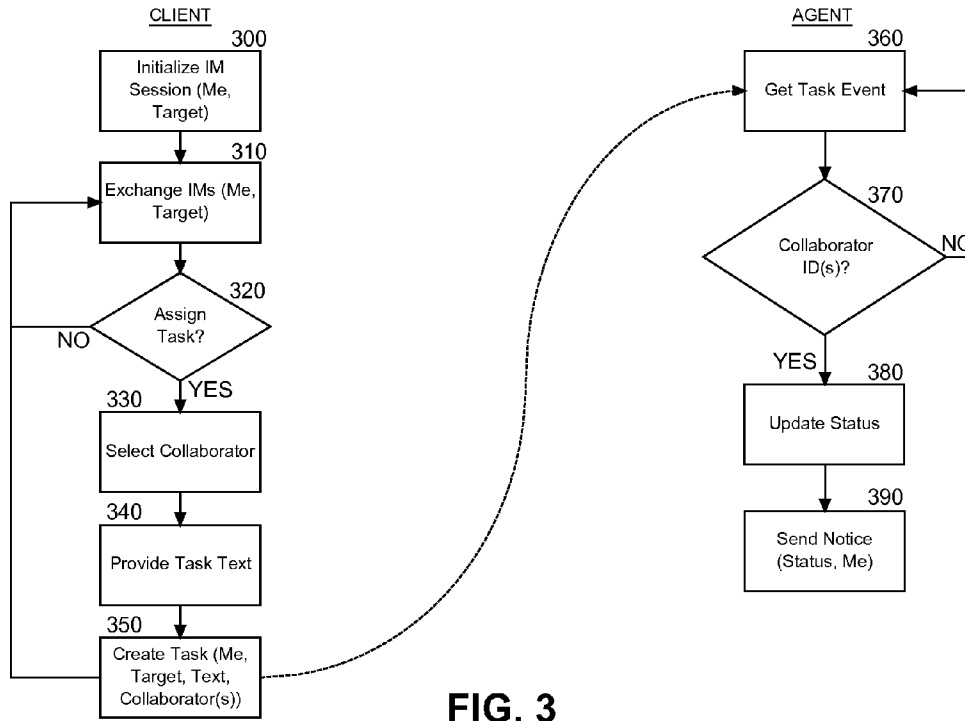 CLIENT
300
Initialize IM
Session (Me,
Target)
310
Exchange IMs (Me,
Target)
320
Assign
Task?
NO
YES
330
Select Collaborator
340
Provide Task Text
350
Create Task (Me,
Target, Text,
Collaborator(s))
AGENT
360
Get Task Event
370
Collaborator
ID(s)?
NO
YES
380
Update Status
390
Send Notice
(Status, Me)
FIG. 3